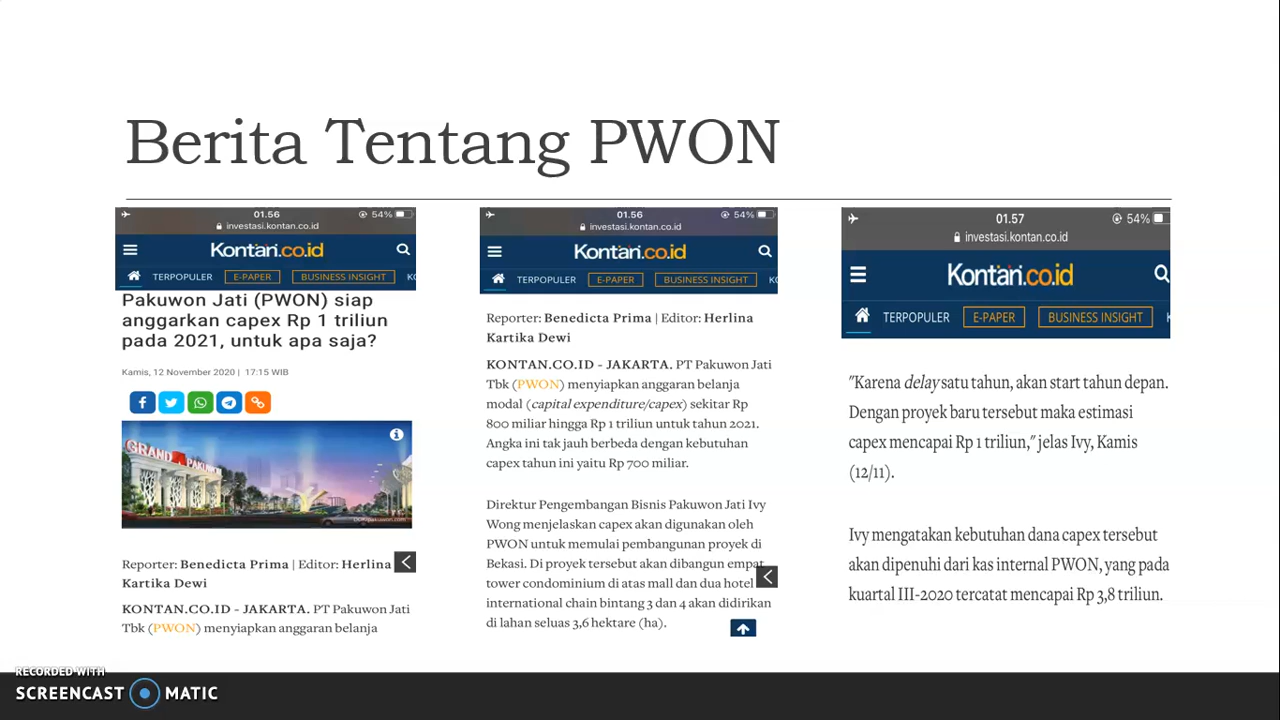 Berita Tentang PWON
01.56
54%
investasi.kontan.co.id
Kontan.co.id
TERPOPULER
E-PAPER
BUSINESS INSIGHT
KO
Pakuwon Jati (PWON) siap
anggarkan capex Rp 1 triliun
pada 2021, untuk apa saja?
Kamis, 12 November 2020 | 17:15 WIB
GRAND PAKUWON
Reporter: Benedicta Prima | Editor: Herlina
Kartika Dewi
KONTAN.CO.ID - JAKARTA. PT Pakuwon Jati
Tbk (PWON) menyiapkan anggaran belanja
01.56
54%
investasi.kontan.co.id
Kontan.co.id
TERPOPULER
E-PAPER
BUSINESS INSIGHT
KO
Reporter: Benedicta Prima | Editor: Herlina
Kartika Dewi
KONTAN.CO.ID - JAKARTA. PT Pakuwon Jati
Tbk (PWON) menyiapkan anggaran belanja
modal (capital expenditure/capex) sekitar Rp
800 miliar hingga Rp 1 triliun untuk tahun 2021.
Angka ini tak jauh berbeda dengan kebutuhan
capex tahun ini yaitu Rp 700 miliar.
Direktur Pengembangan Bisnis Pakuwon Jati Ivy
Wong menjelaskan capex akan digunakan oleh
PWON untuk memulai pembangunan proyek di
Bekasi. Di proyek tersebut akan dibangun empat
tower condominium di atas mall dan dua hotel
international chain bintang 3 dan 4 akan didirikan
di lahan seluas 3,6 hektare (ha).
01.57
54%
investasi.kontan.co.id
Kontan.co.id
TERPOPULER
E-PAPER
BUSINESS INSIGHT
"Karena delay satu tahun, akan start tahun depan.
Dengan proyek baru tersebut maka estimasi
capex mencapai Rp 1 triliun," jelas Ivy, Kamis
(12/11).
Ivy mengatakan kebutuhan dana capex tersebut
akan dipenuhi dari kas internal PWON, yang pada
kuartal III-2020 tercatat mencapai Rp 3,8 triliun.
RECORDED WITH
SCREENCAST MATIC